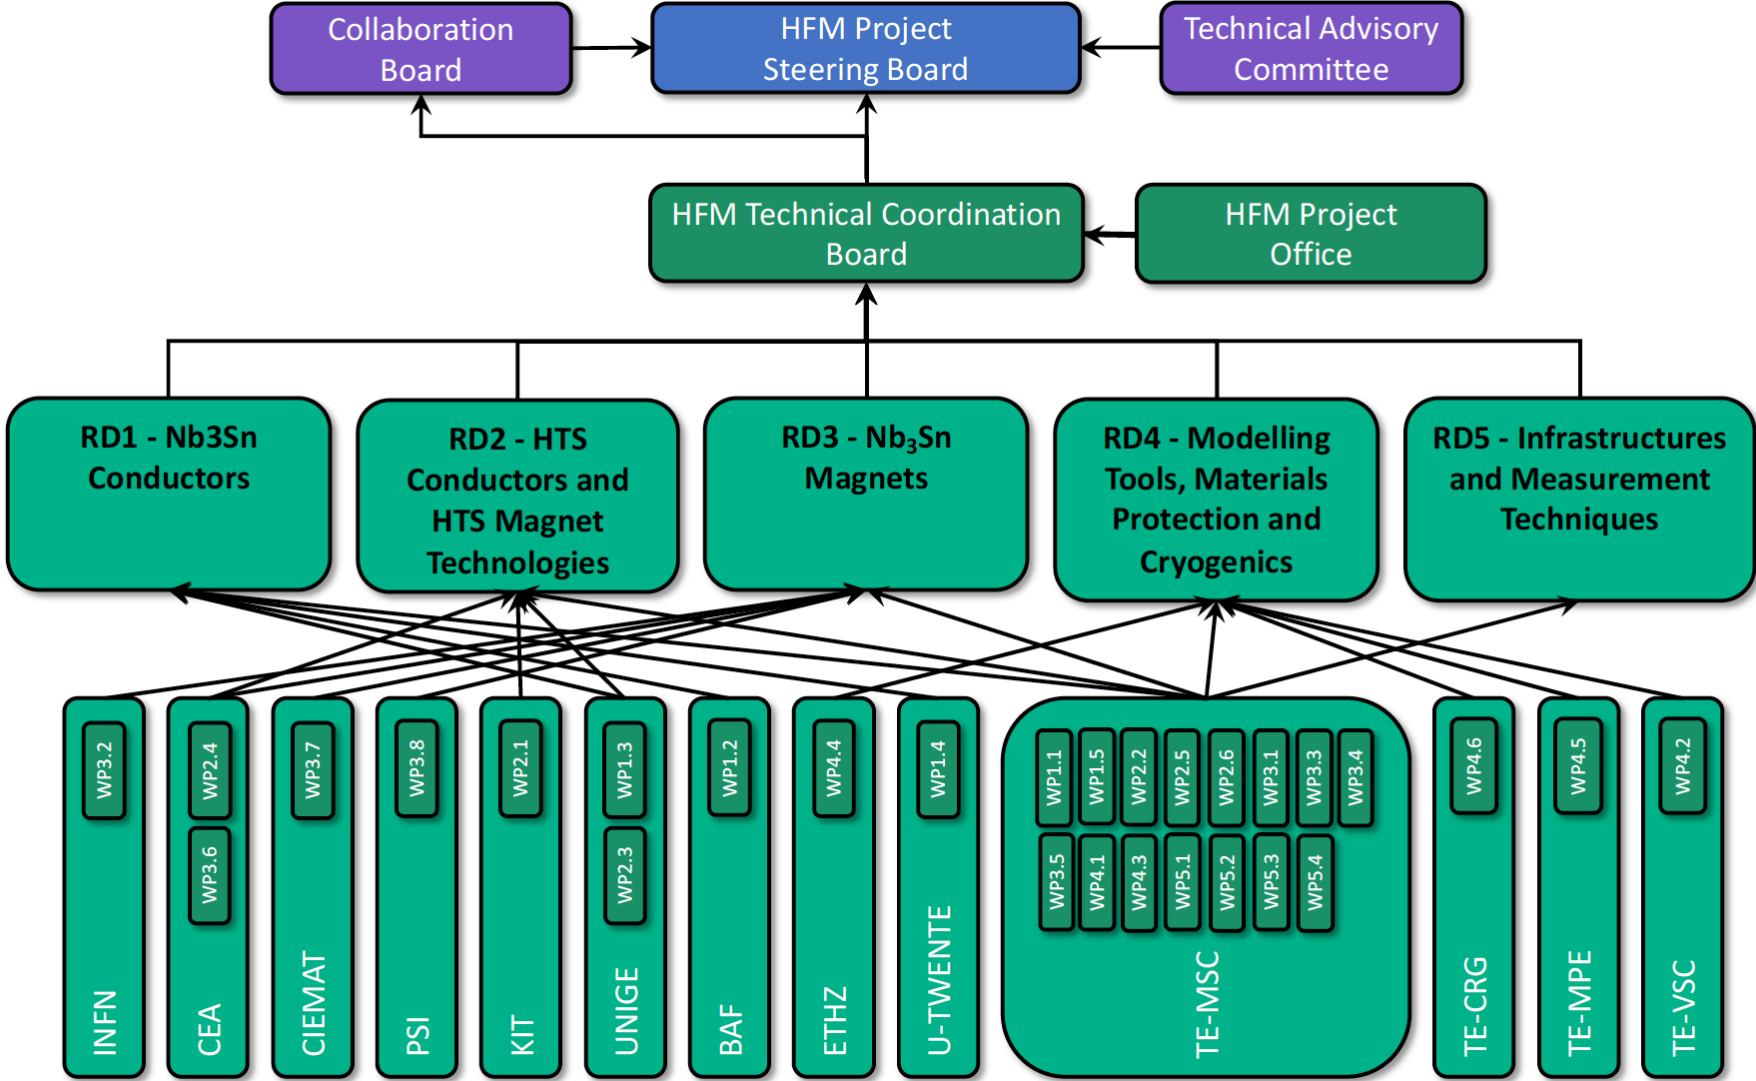 Collaboration
Board
HFM Project
Steering Board
Technical Advisory
Committee
HFM Technical Coordination
Board
HFM Project
Office
RD1 - Nb3Sn
Conductors
RD2 - HTS
Conductors and
HTS Magnet
Technologies
RD3 - Nb₃Sn
Magnets
RD4 - Modelling
Tools, Materials
Protection and
Cryogenics
RD5 - Infrastructures
and Measurement
Techniques
WP3.2
INFN
WP2.4
WP3.6
CEA
WP3.7
CIEMAT
WP3.8
PSI
WP2.1
KIT
WP1.3
WP2.3
UNIGE
WP1.2
BAF
WP4.4
ETHZ
WP1.4
U-TWENTE
WP1.1
WP1.5
WP2.2
WP2.5
WP2.6
WP3.1
WP3.3
WP3.4
WP3.5
WP4.1
WP4.3
WP5.1
WP5.2
WP5.3
WP5.4
TE-MSC
WP4.6
TE-CRG
WP4.5
TE-MPE
WP4.2
TE-VSC